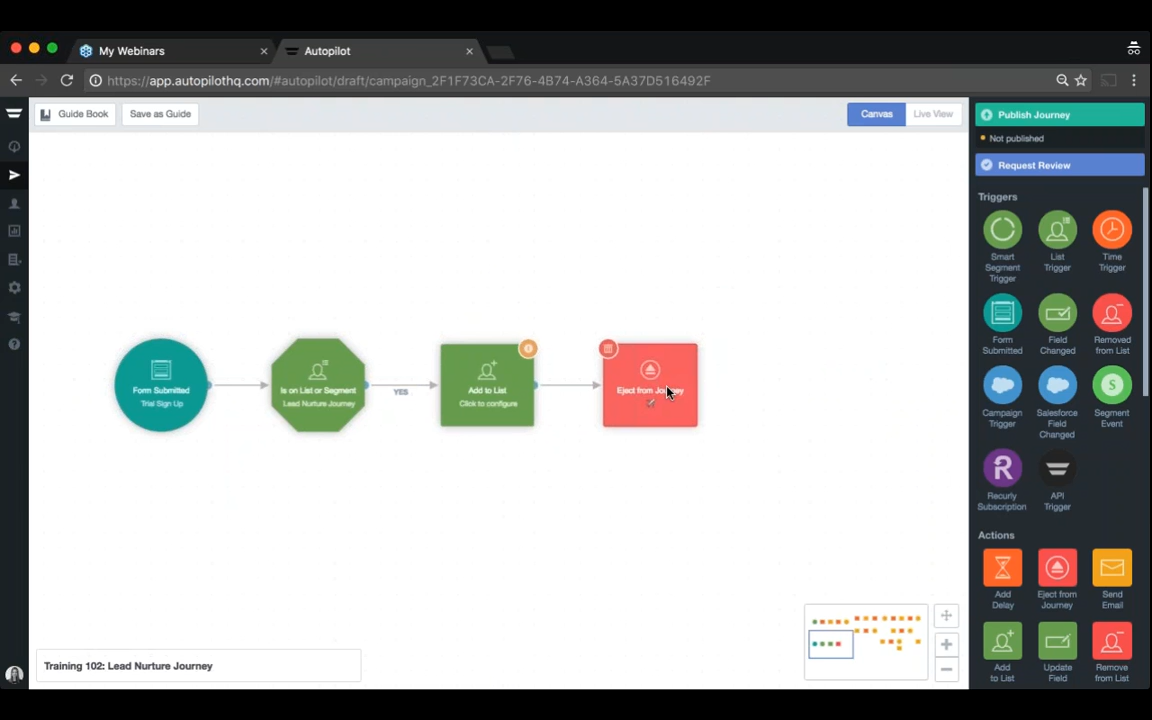 My Webinars
Autopilot
https://app.autopilothq.com/#autopilot/draft/campaign_2F1F73CA-2F76-4B74-A364-5A37D516492F
Guide Book
Save as Guide
Canvas
Live View
Publish Journey
Not published
Request Review
Form Submitted
Trial Sign Up
Is on List or Segment
Lead Nurture Journey
YES
Add to List
Click to configure
Eject from Journey
Triggers
Smart
Segment
Trigger
List
Trigger
Time
Trigger
Form
Submitted
Field
Changed
Removed
from List
Campaign
Trigger
Salesforce
Field
Changed
Segment
Event
Recurly
Subscription
API
Trigger
Actions
Add
Delay
Eject from
Journey
Send
Email
Add
to List
Update
Field
Remove
from List
Training 102: Lead Nurture Journey